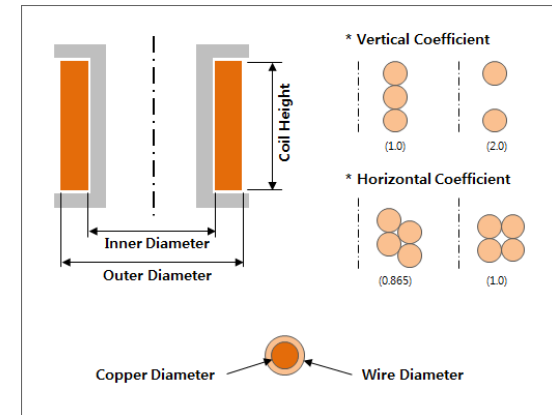 * Vertical Coefficient
(1.0)
(2.0)
Coil Height
* Horizontal Coefficient
(0.865)
(1.0)
Inner Diameter
Outer Diameter
Copper Diameter
Wire Diameter